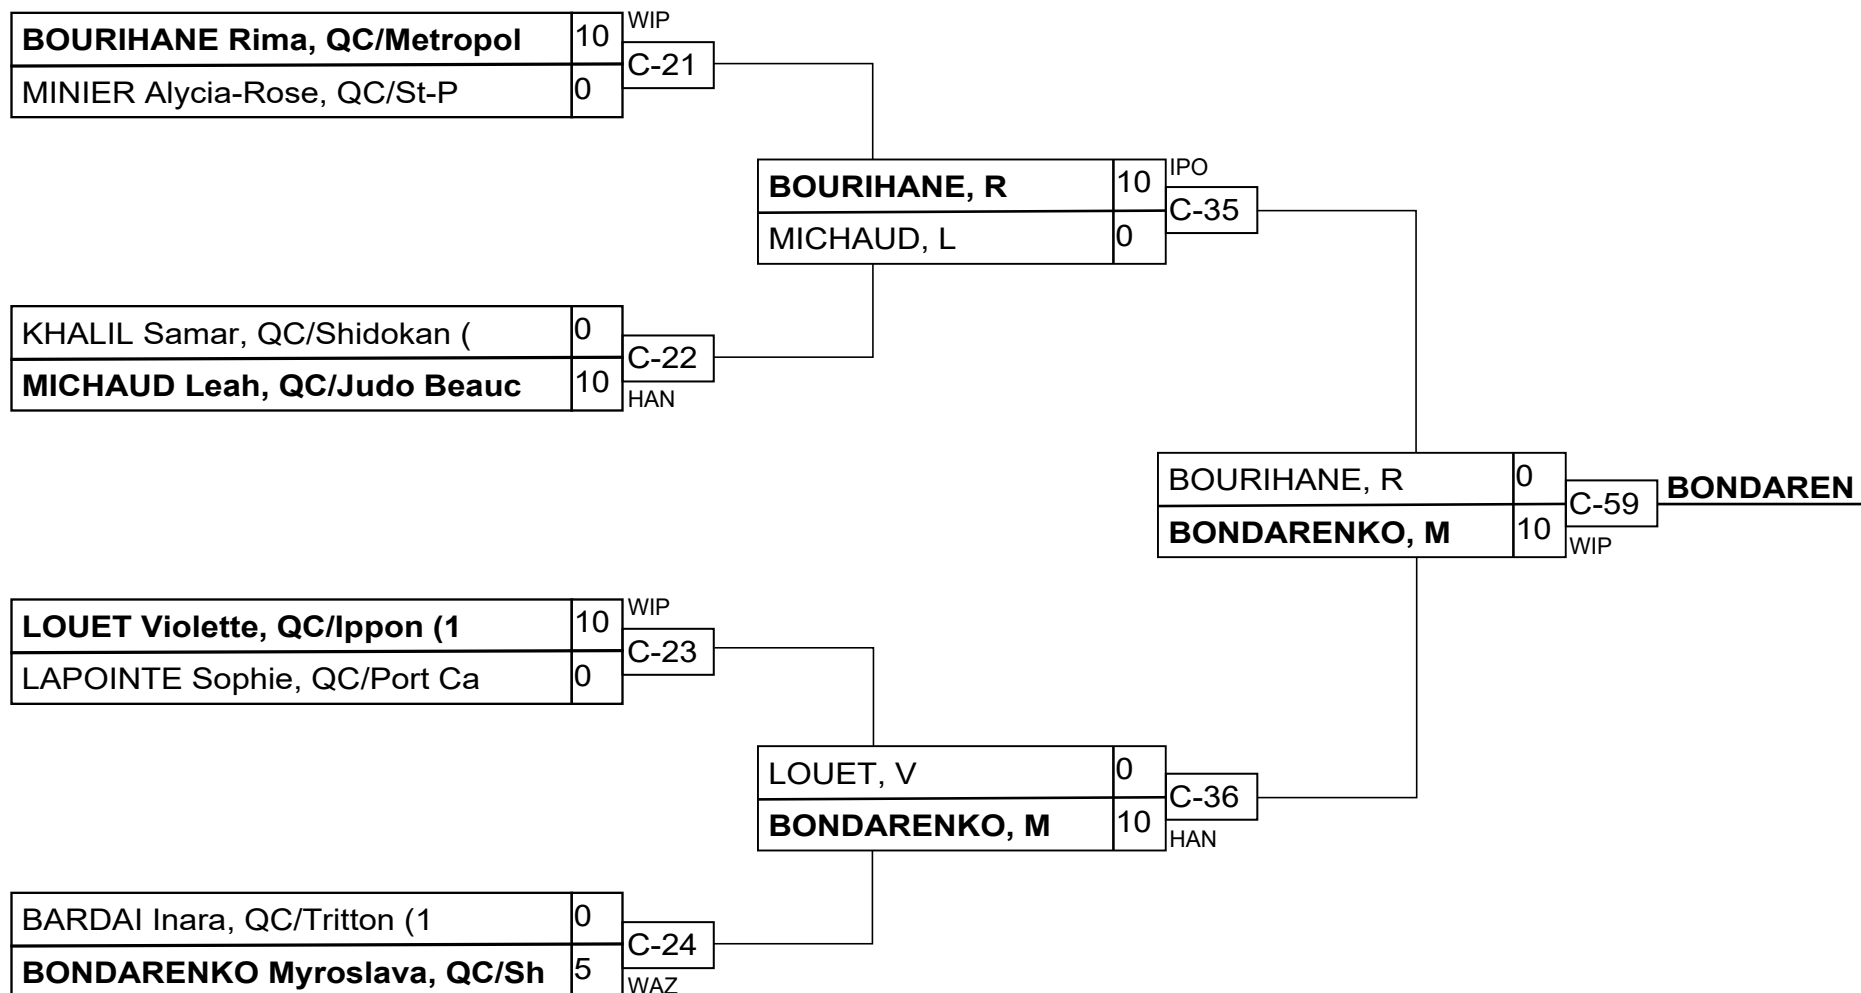 WIP
BOURIHANE Rima, QC/Metropol 10
C-21
MINIER Alycia-Rose, QC/St-P 0
IPO
BOURIHANE, R 10
C-35
MICHAUD, L 0
KHALIL Samar, QC/Shidokan ( 0
C-22
MICHAUD Leah, QC/Judo Beauc 10
HAN
BOURIHANE, R 0
C-59 BONDAREN
BONDARENKO, M 10
WIP
WIP
LOUET Violette, QC/Ippon (1 10
C-23
LAPOINTE Sophie, QC/Port Ca 0
LOUET, V 0
C-36
BONDARENKO, M 10
HAN
BARDAI Inara, QC/Tritton (1 0
C-24
BONDARENKO Myroslava, QC/Sh 5
WAZ